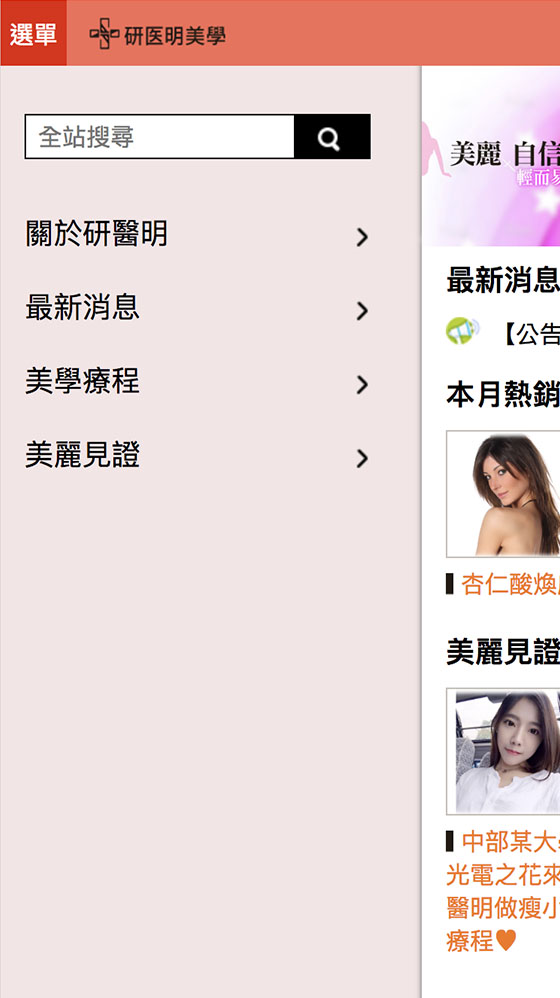 選單
研医明美學
全站搜尋
關於研醫明
最新消息
美學療程
美麗見證
美麗 自信
輕而易
最新消息
【公告
本月熱銷
杏仁酸煥
美麗見證
中部某大
光電之花來
醫明做瘦小
療程♥